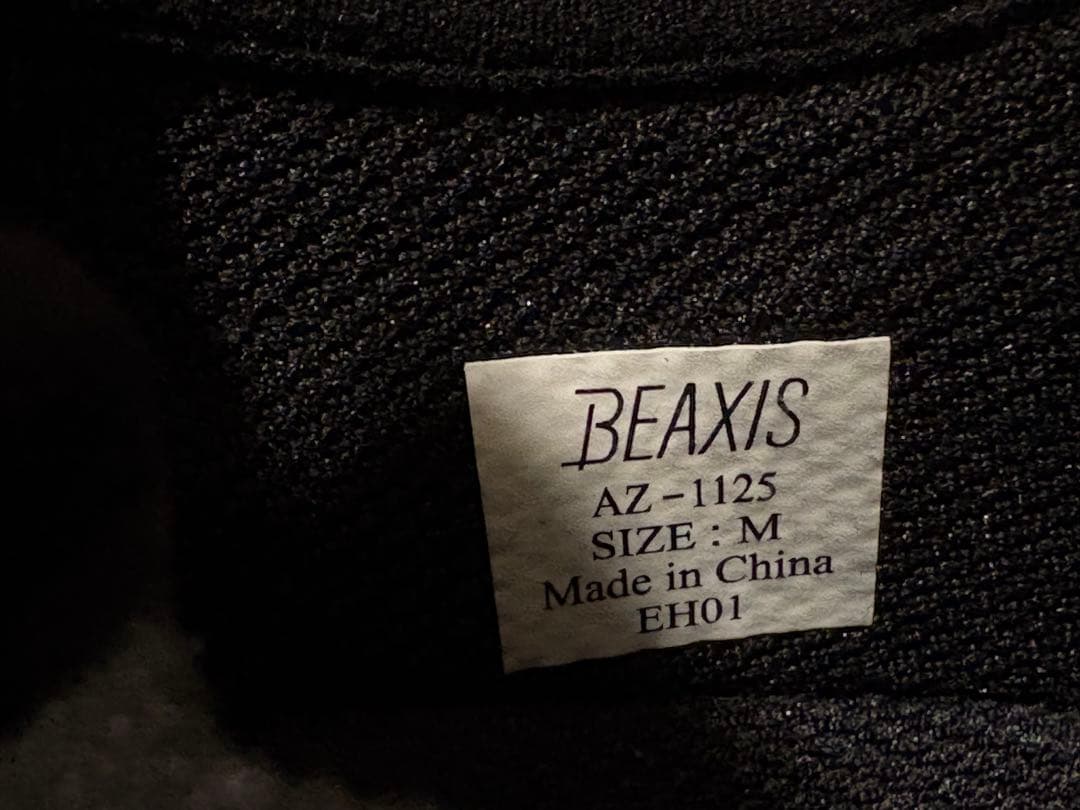 BEAXIS
AZ-1125
SIZE : M
Made in China
EH01